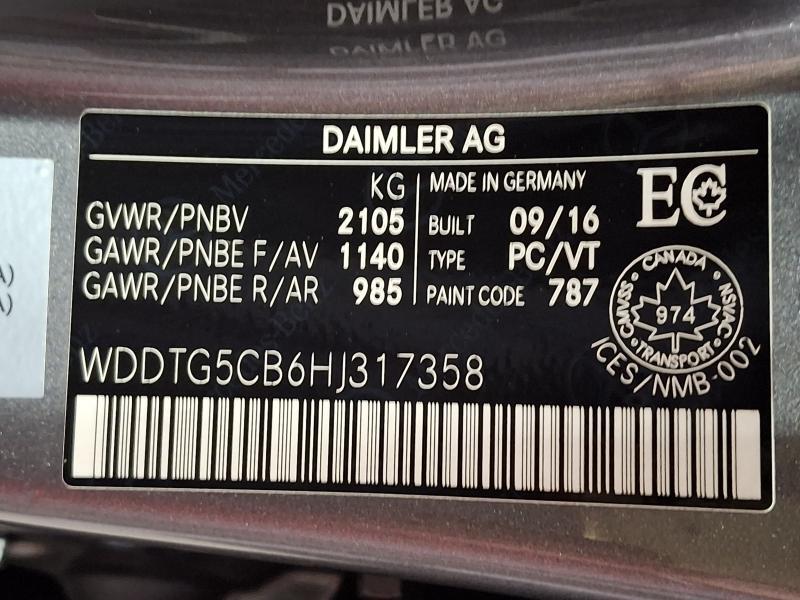 DAIMLER AG
DAIMLER AG
DAIMLER AG
KG
GVWR/PNBV 2105
GAWR/PNBE F/AV 1140
GAWR/PNBE R/AR 985
MADE IN GERMANY
BUILT 09/16
TYPE PC/VT
PAINT CODE 787
EC
CANADA
CMVSS 974 NSVAC
TRANSPORT
ICES/NMB-002
WDDTG5CB6HJ317358